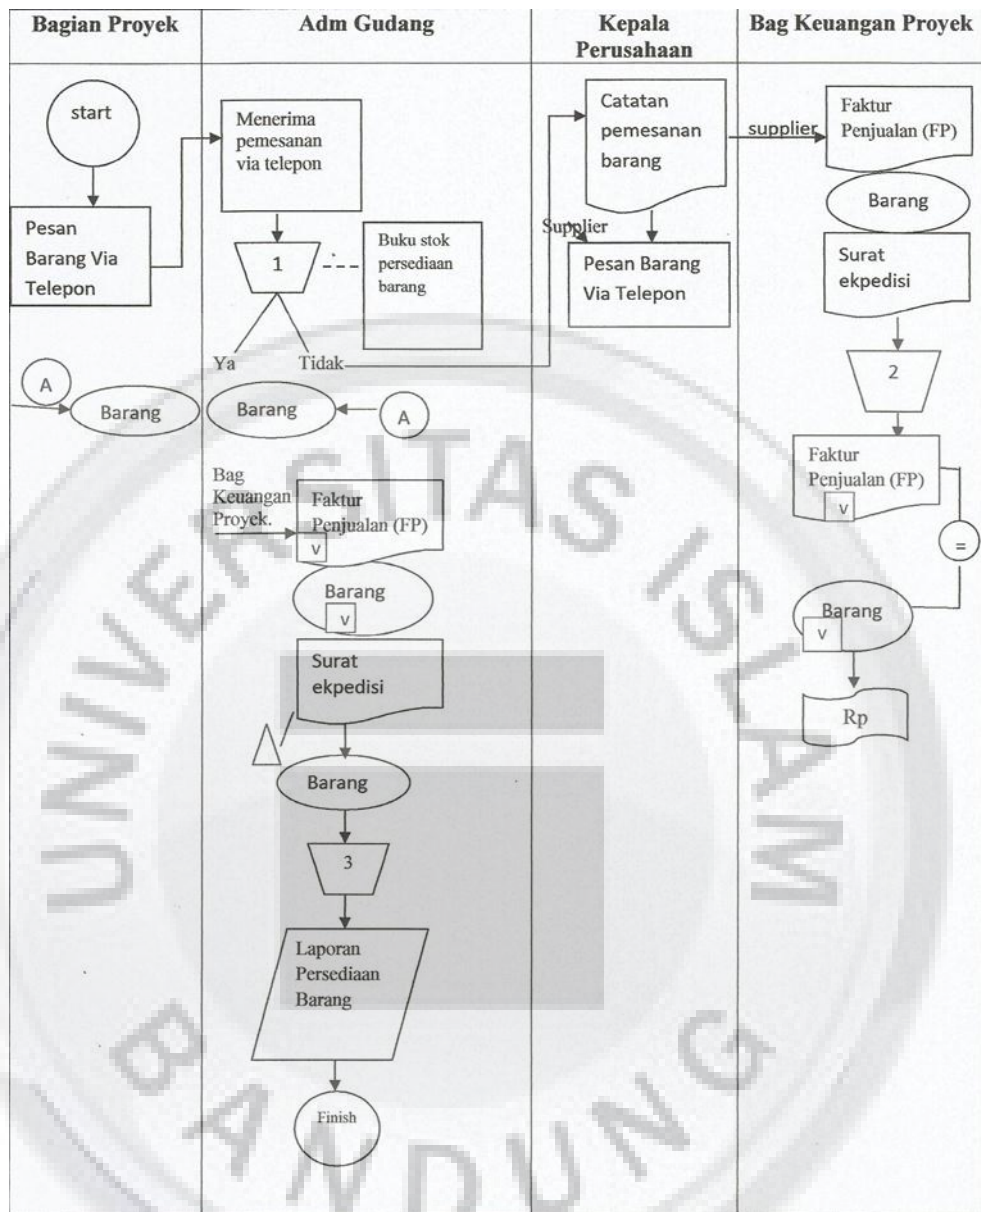 Bagian Proyek
Adm Gudang
Kepala
Perusahaan
Bag Keuangan Proyek
start
Pesan
Barang Via
Telepon
A
Barang
Menerima
pemesanan
via telepon
1
Buku stok
persediaan
barang
Ya
Tidak
Barang
A
Bag
Keuangan
Proyek.
Faktur
Penjualan (FP)
v
Barang
v
Surat
ekpedisi
Barang
3
Laporan
Persediaan
Barang
Finish
Catatan
pemesanan
barang
supplier
Supplier
Pesan Barang
Via Telepon
Faktur
Penjualan (FP)
Barang
Surat
ekpedisi
2
Faktur
Penjualan (FP)
v
=
Barang
v
Rp
UNIVERSITAS ISLAM
BANDUNG